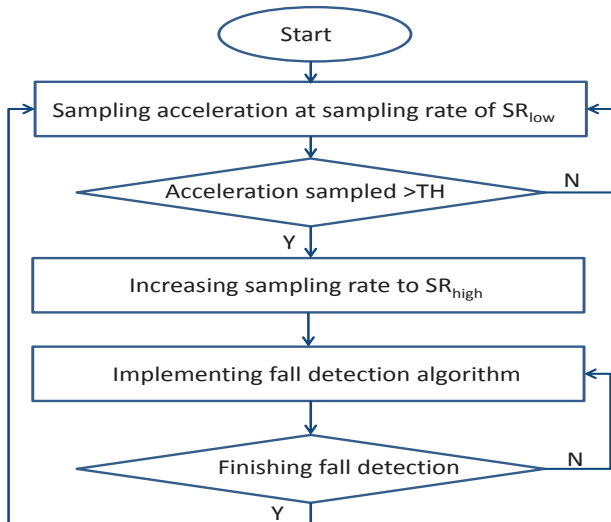 Start
Sampling acceleration at sampling rate of SRlow
Acceleration sampled >TH
N
Y
Increasing sampling rate to SRhigh
Implementing fall detection algorithm
Finishing fall detection
N
Y